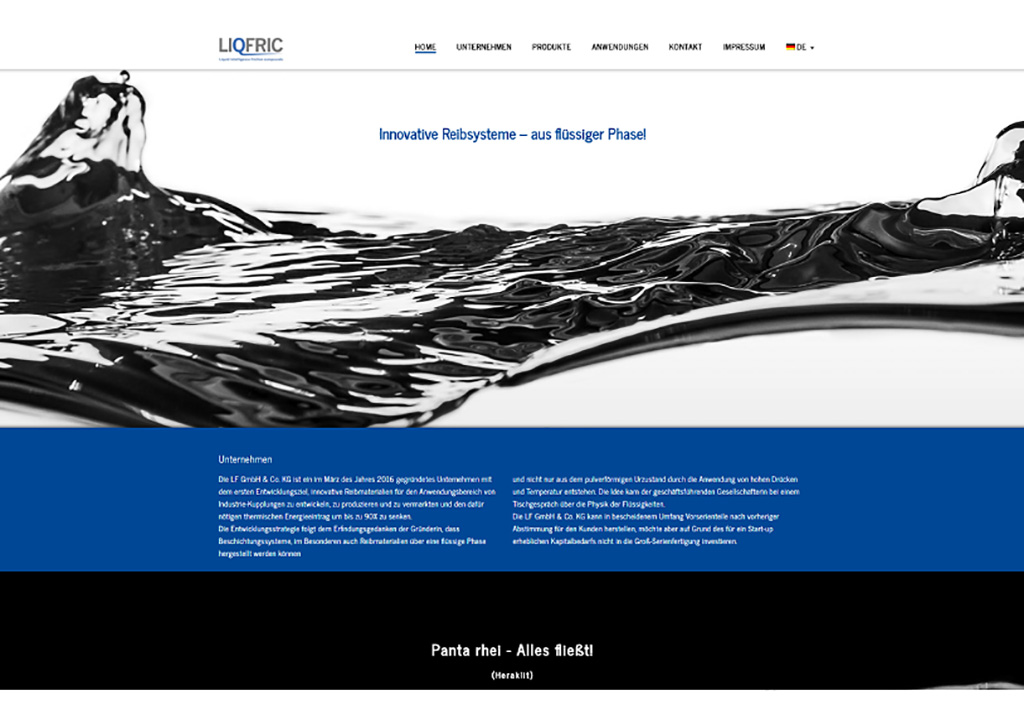 LIQFRIC
HOME UNTERNEHMEN PRODUKTE ANWENDUNGEN KONTAKT IMPRESSUM DE
Innovative Reibsysteme – aus flüssiger Phase!
Unternehmen
Die LF GmbH & Co. KG ist ein im März des Jahres 2016 gegründetes Unternehmen mit
dem ersten Entwicklungsziel, innovative Reibmaterialien für den Anwendungsbereich von
Industrie-Kupplungen zu entwickeln, zu produzieren und zu vermarkten und den dafür
nötigen thermischen Energieeintrag um bis zu 90% zu senken.
Die Entwicklungsstrategie folgt dem Erfindungsgedanken der Gründerin, dass
Beschichtungssysteme, im Besonderen auch Reibmaterialien über eine flüssige Phase
hergestellt werden können
und nicht nur aus dem pulverförmigen Urzustand durch die Anwendung von hohen Drücken
und Temperatur entstehen. Die Idee kam der geschäftsführenden Gesellschafterin bei einem
Tischgespräch über die Physik der Flüssigkeiten.
Die LF GmbH & Co. KG kann in bescheidenem Umfang Vorserienteile nach vorheriger
Abstimmung für den Kunden herstellen, möchte aber auf Grund des für ein Start-up
erheblichen Kapitalbedarfs nicht in die Groß-Serienfertigung investieren.
Panta rhei - Alles fließt!
(Heraklit)